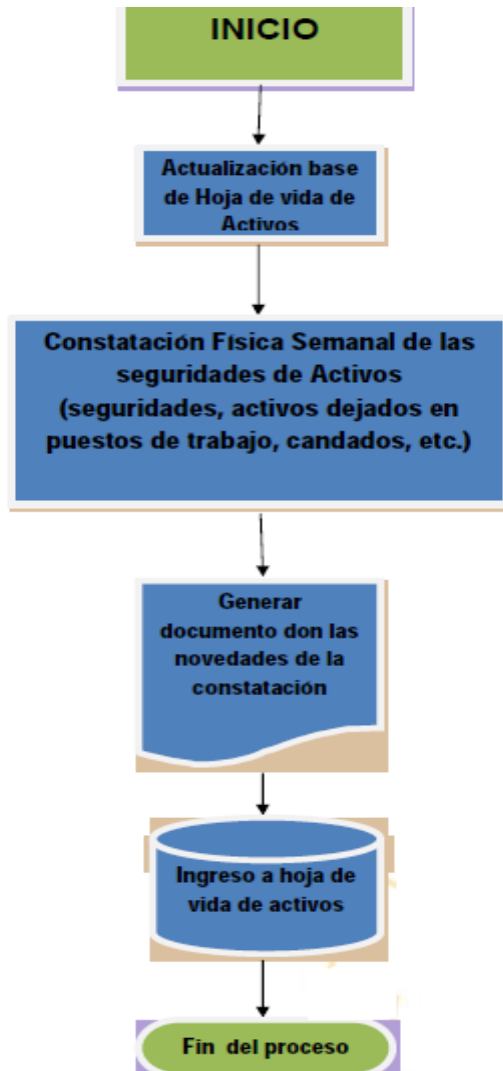 INICIO
Actualización base
de Hoja de vida de
Activos
Constatación Física Semanal de las
seguridades de Activos
(seguridades, activos dejados en
puestos de trabajo, candados, etc.)
Generar
documento don las
novedades de la
constatación
Ingreso a hoja de
vida de activos
Fin del proceso